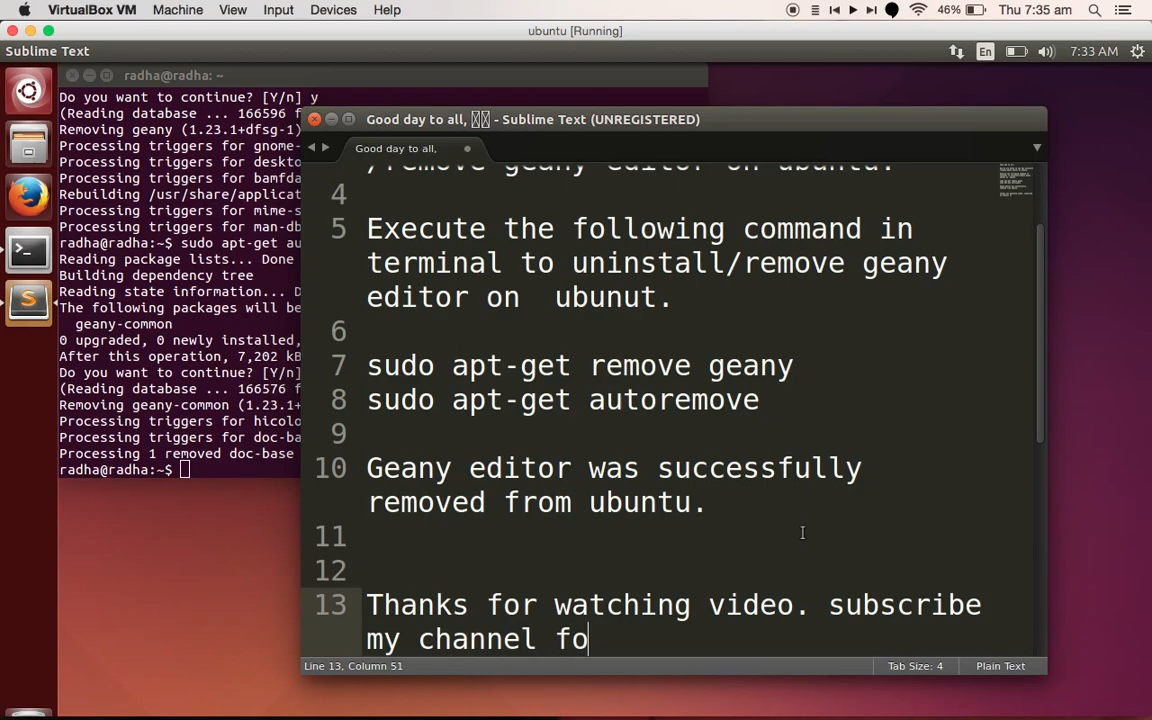 VirtualBox VM Machine View Input Devices Help 46% Thu 7:35 am
ubuntu [Running]
Sublime Text En 7:33 AM
radha@radha: ~
Do you want to continue? [Y/n] y
(Reading database ... 166596 f
Removing geany (1.23.1+dfsg-1)
Processing triggers for gnome-
Processing triggers for deskto
Processing triggers for bamfda
Rebuilding /usr/share/applicat
Processing triggers for mime-s
Processing triggers for man-db
radha@radha:~$ sudo apt-get au
Reading package lists... Done
Building dependency tree
Reading state information... D
The following packages will be
geany-common
0 upgraded, 0 newly installed,
After this operation, 7,202 kB
Do you want to continue? [Y/n]
(Reading database ... 166576 f
Removing geany-common (1.23.1+
Processing triggers for hicolo
Processing triggers for doc-ba
Processing 1 removed doc-base
radha@radha:~$
Good day to all, - Sublime Text (UNREGISTERED)
Good day to all,
/remove geany editor on ubuntu.
4
5 Execute the following command in
terminal to uninstall/remove geany
editor on  ubunut.
6
7 sudo apt-get remove geany
8 sudo apt-get autoremove
9
10 Geany editor was successfully
removed from ubuntu.
11
12
13 Thanks for watching video. subscribe
my channel fo
Line 13, Column 51 Tab Size: 4 Plain Text